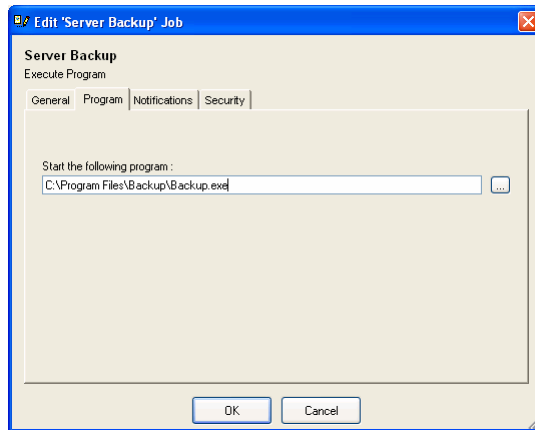 Edit 'Server Backup' Job
Server Backup
Execute Program
General Program Notifications Security
Start the following program :
C:\Program Files\Backup\Backup.exe
...
OK Cancel